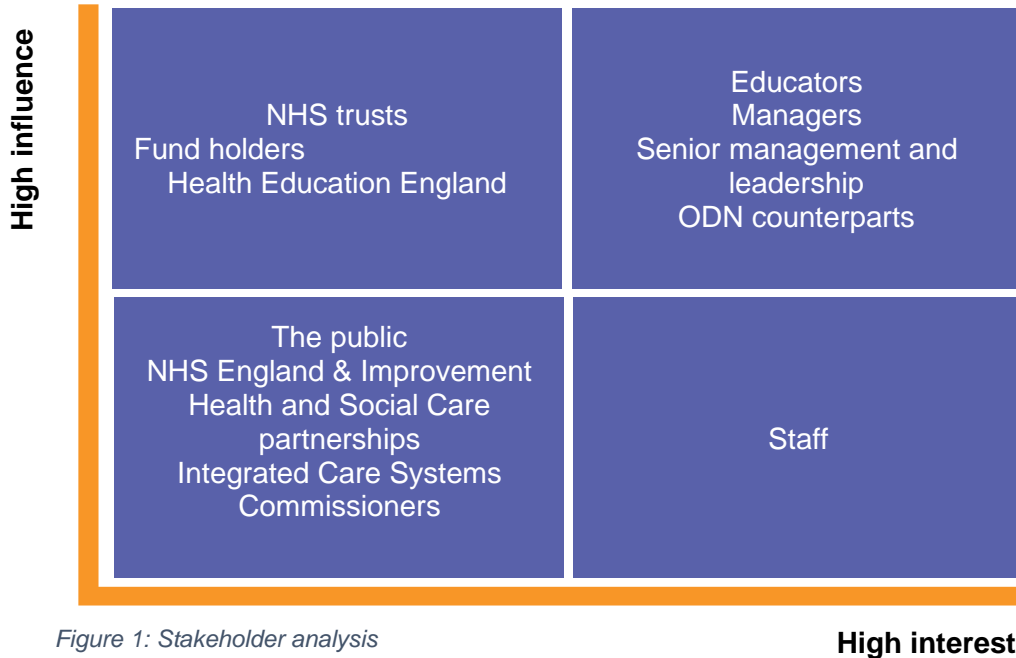 High influence
NHS trusts
Fund holders
Health Education England
Educators
Managers
Senior management and
leadership
ODN counterparts
The public
NHS England & Improvement
Health and Social Care
partnerships
Integrated Care Systems
Commissioners
Staff
Figure 1: Stakeholder analysis
High interest